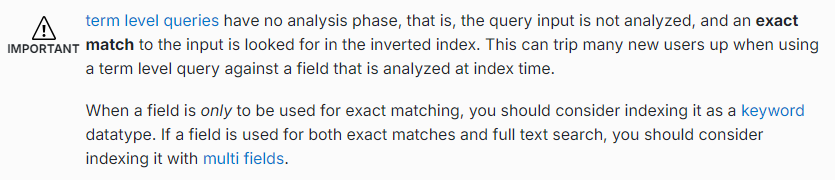 term level queries have no analysis phase, that is, the query input is not analyzed, and an exact
match to the input is looked for in the inverted index. This can trip many new users up when using
a term level query against a field that is analyzed at index time.
IMPORTANT
When a field is only to be used for exact matching, you should consider indexing it as a keyword
datatype. If a field is used for both exact matches and full text search, you should consider
indexing it with multi fields.